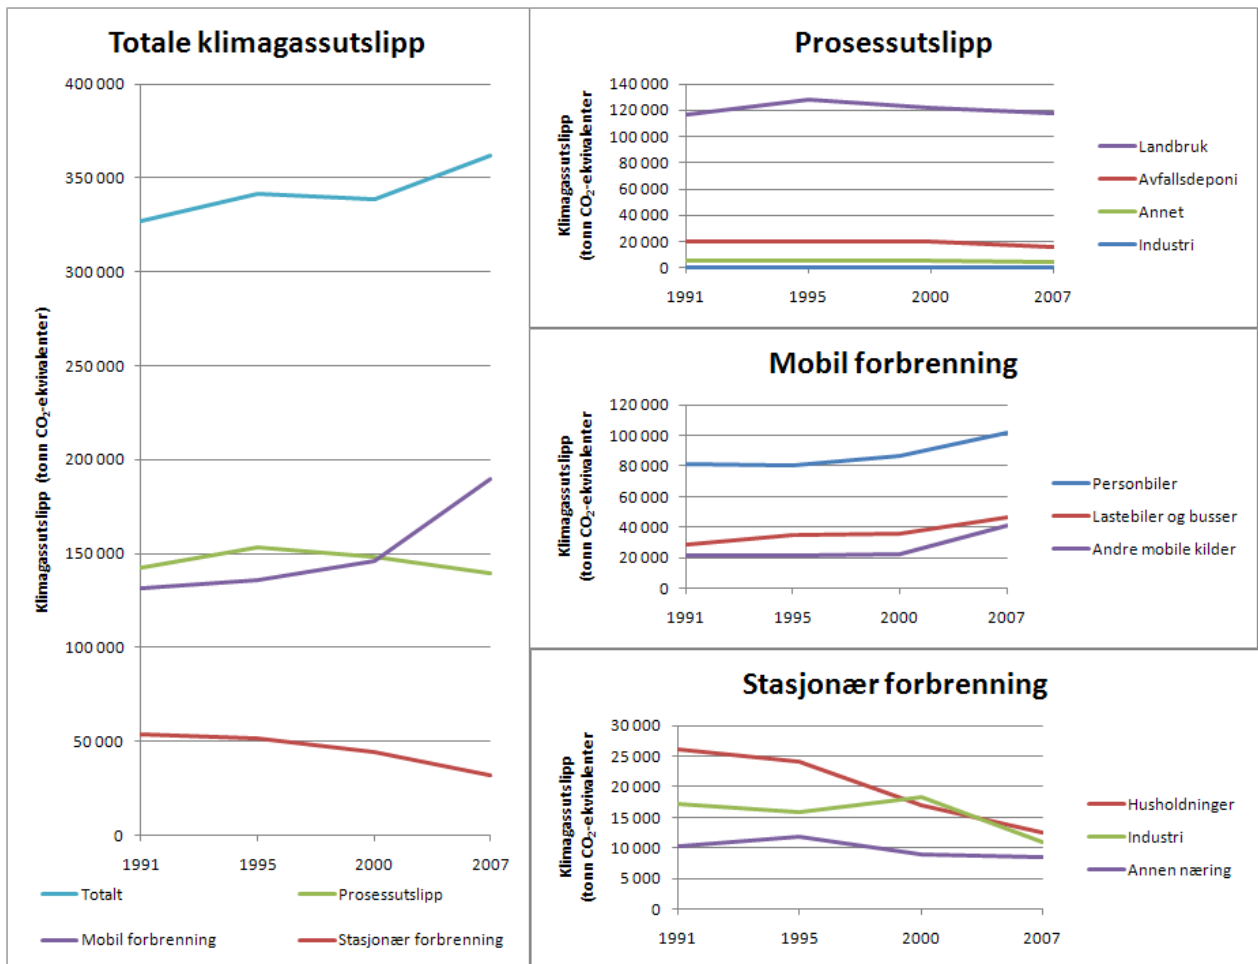 Totale klimagassutslipp
Klimagassutslipp (tonn CO₂-ekvivalenter)
400 000
350 000
300 000
250 000
200 000
150 000
100 000
50 000
0
1991 1995 2000 2007
Totalt Prosessutslipp
Mobil forbrenning Stasjonær forbrenning
Prosessutslipp
Klimagassutslipp
(tonn CO₂-ekvivalenter
140 000
120 000
100 000
80 000
60 000
40 000
20 000
0
1991 1995 2000 2007
Landbruk
Avfallsdeponi
Annet
Industri
Mobil forbrenning
Klimagassutslipp
(tonn CO₂-ekvivalenter
120 000
100 000
80 000
60 000
40 000
20 000
0
1991 1995 2000 2007
Personbiler
Lastebiler og busser
Andre mobile kilder
Stasjonær forbrenning
Klimagassutslipp
(tonn CO₂-ekvivalenter
30 000
25 000
20 000
15 000
10 000
5 000
0
1991 1995 2000 2007
Husholdninger
Industri
Annen næring